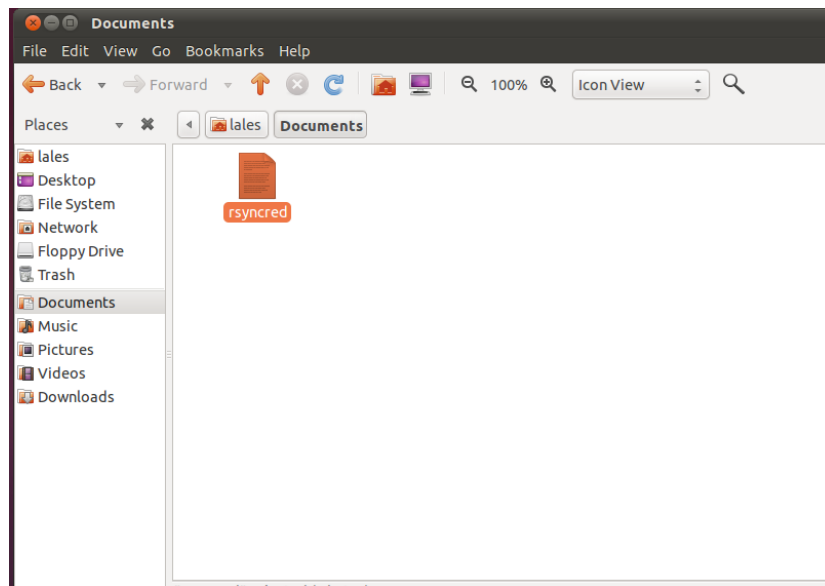 Documents
File Edit View Go Bookmarks Help
Back Forward 100% Icon View
Places lales Documents
lales
Desktop
File System
Network
Floppy Drive
Trash
Documents
Music
Pictures
Videos
Downloads
rsyncred